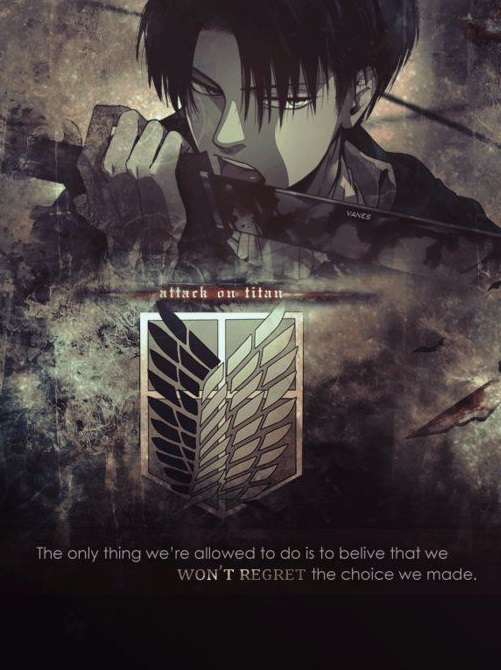 VANES
attack on titan
The only thing we're allowed to do is to belive that we
WON'T REGRET the choice we made.